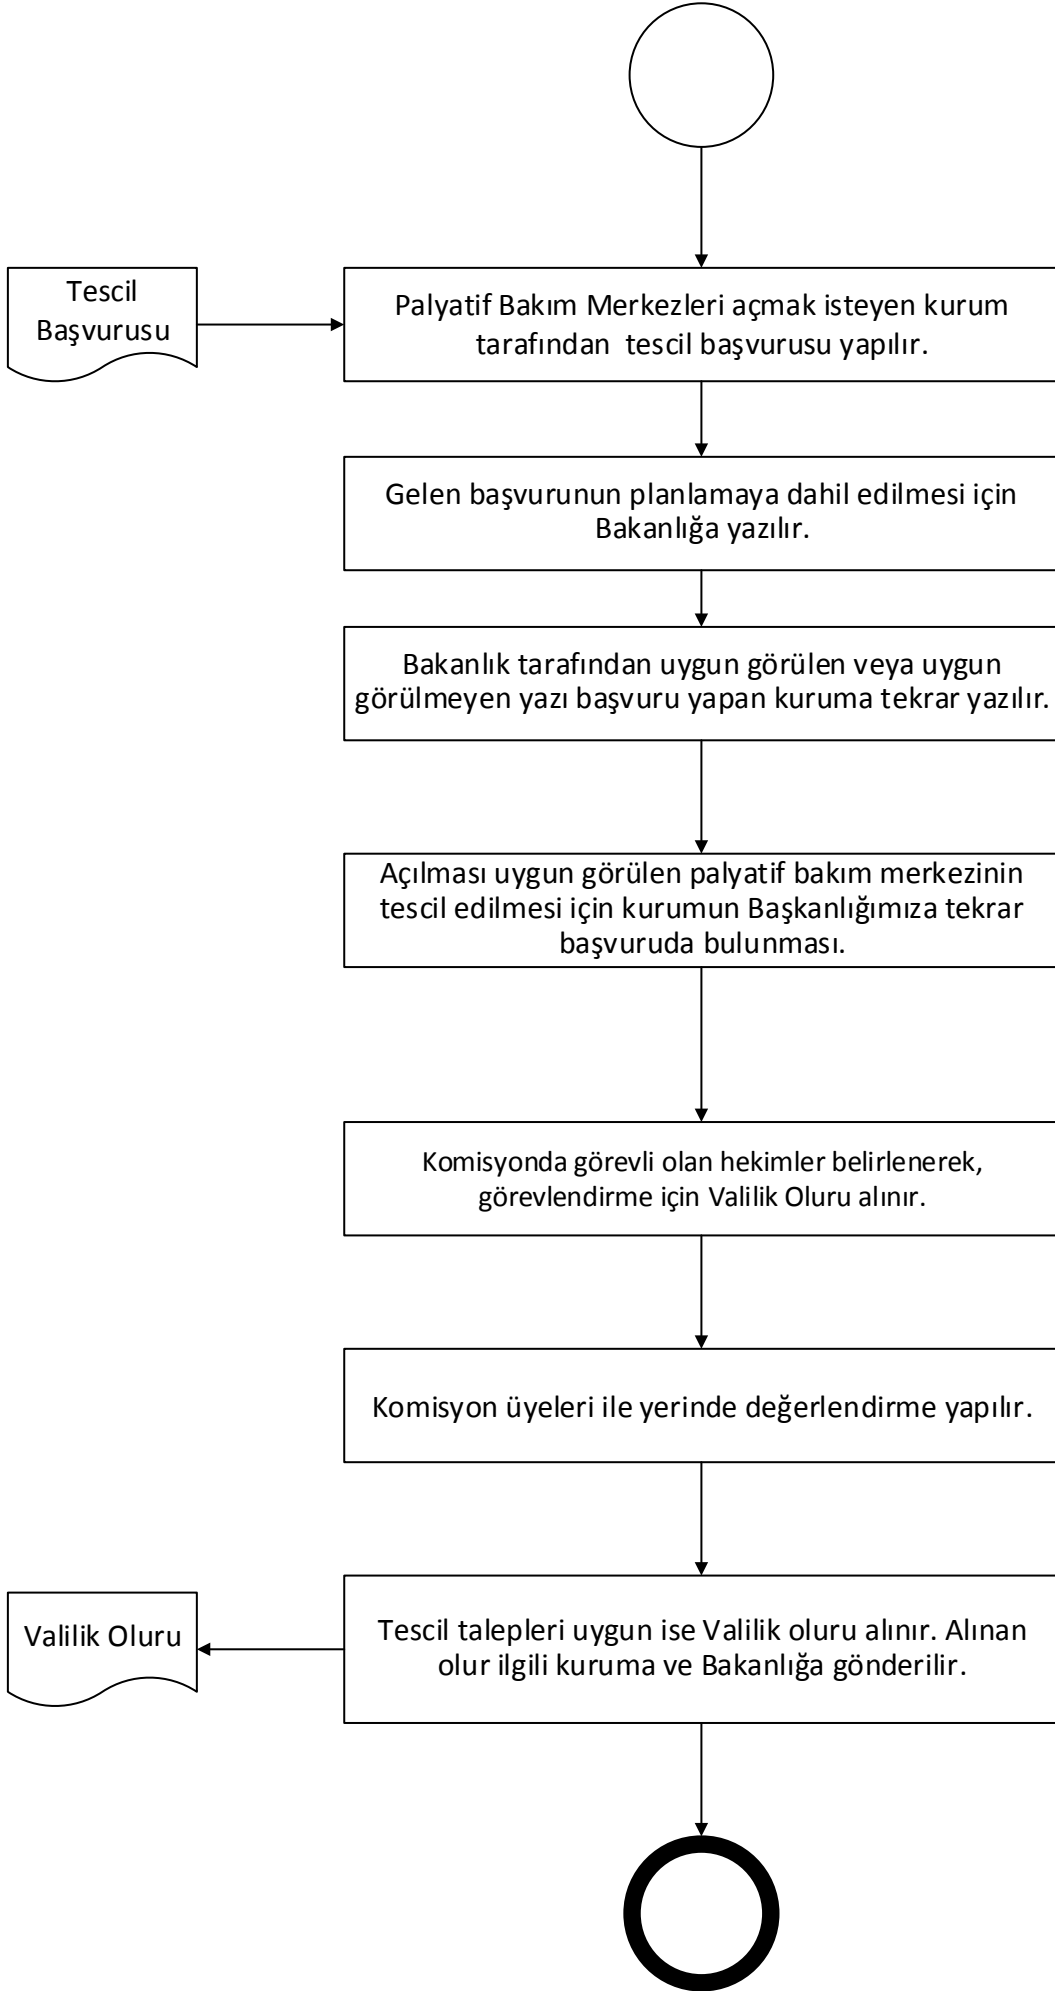 Tescil
Başvurusu
Palyatif Bakım Merkezleri açmak isteyen kurum
tarafından  tescil başvurusu yapılır.
Gelen başvurunun planlamaya dahil edilmesi için
Bakanlığa yazılır.
Bakanlık tarafından uygun görülen veya uygun
görülmeyen yazı başvuru yapan kuruma tekrar yazılır.
Açılması uygun görülen palyatif bakım merkezinin
tescil edilmesi için kurumun Başkanlığımıza tekrar
başvuruda bulunması.
Komisyonda görevli olan hekimler belirlenerek,
görevlendirme için Valilik Oluru alınır.
Komisyon üyeleri ile yerinde değerlendirme yapılır.
Valilik Oluru
Tescil talepleri uygun ise Valilik oluru alınır. Alınan
olur ilgili kuruma ve Bakanlığa gönderilir.